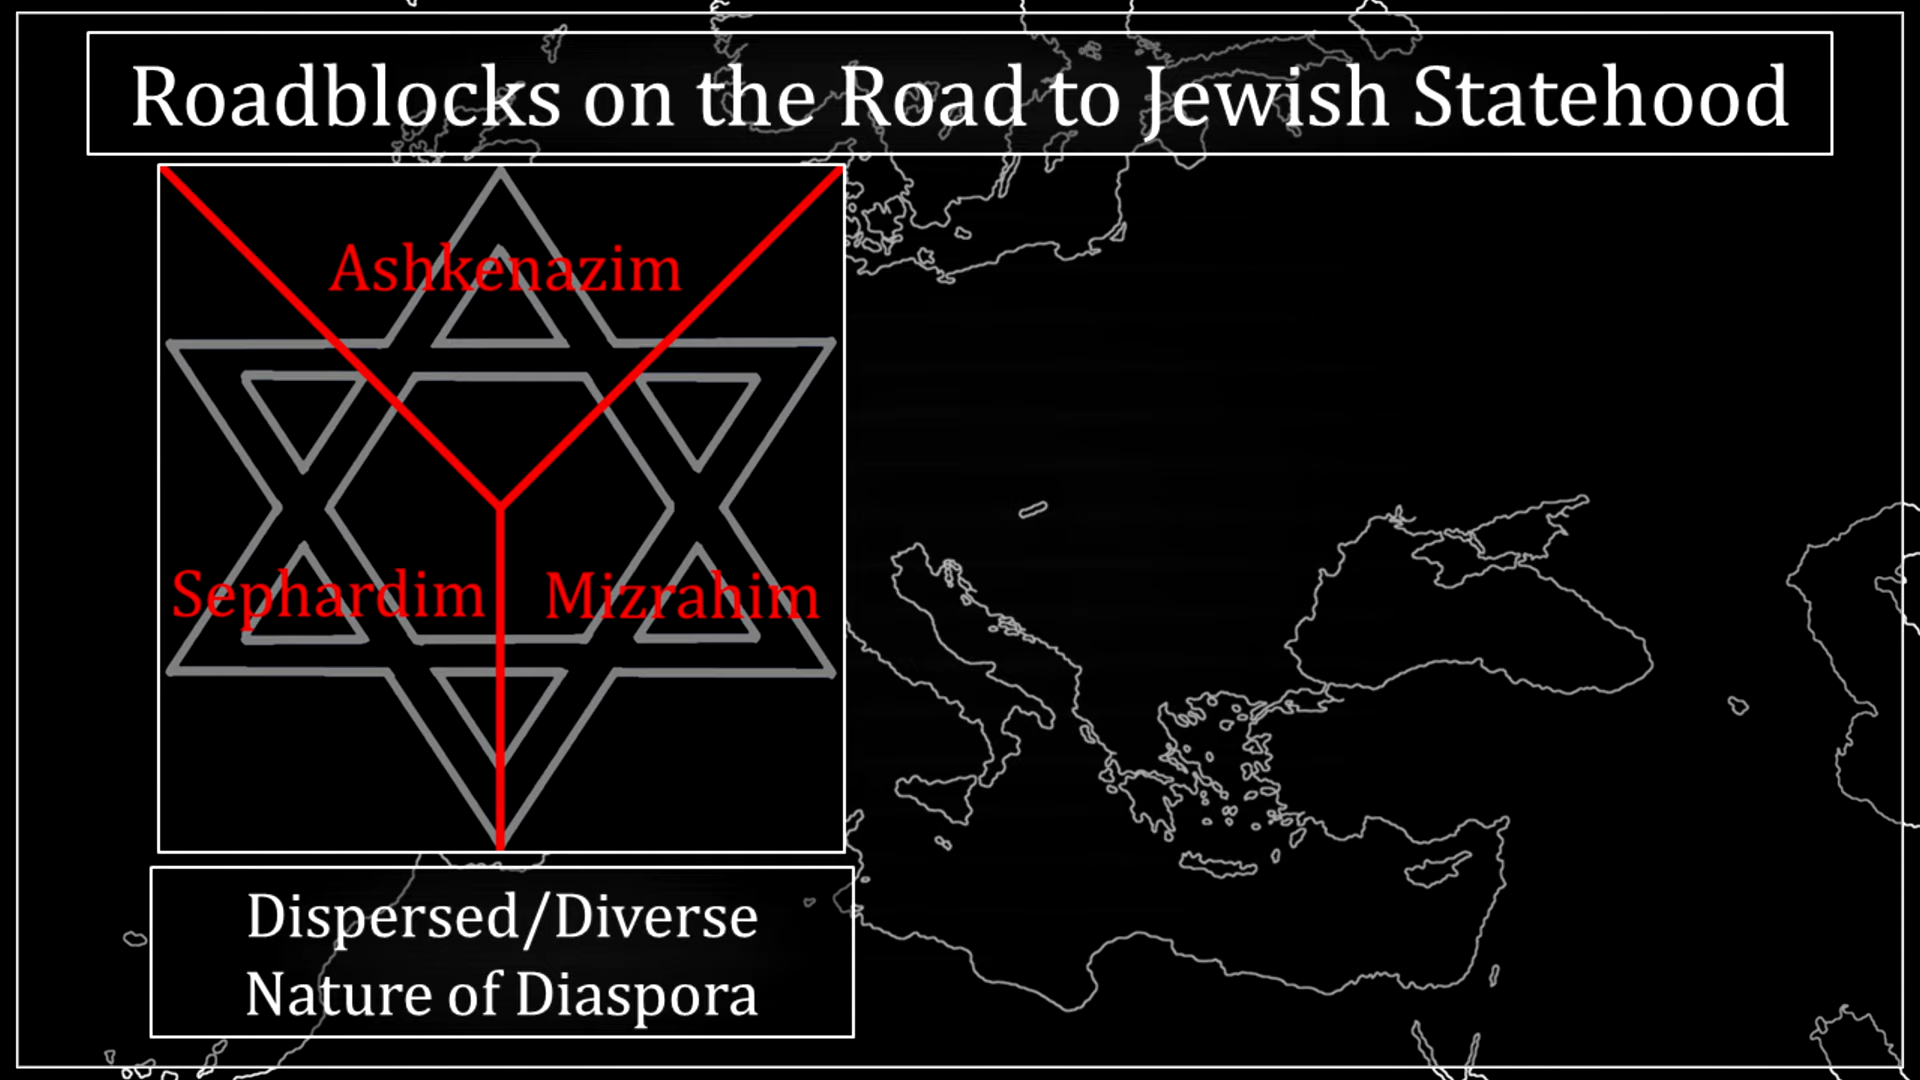 Roadblocks on the Road to Jewish Statehood
Ashkenazim
Sephardim
Mizrahim
Dispersed/Diverse
Nature of Diaspora